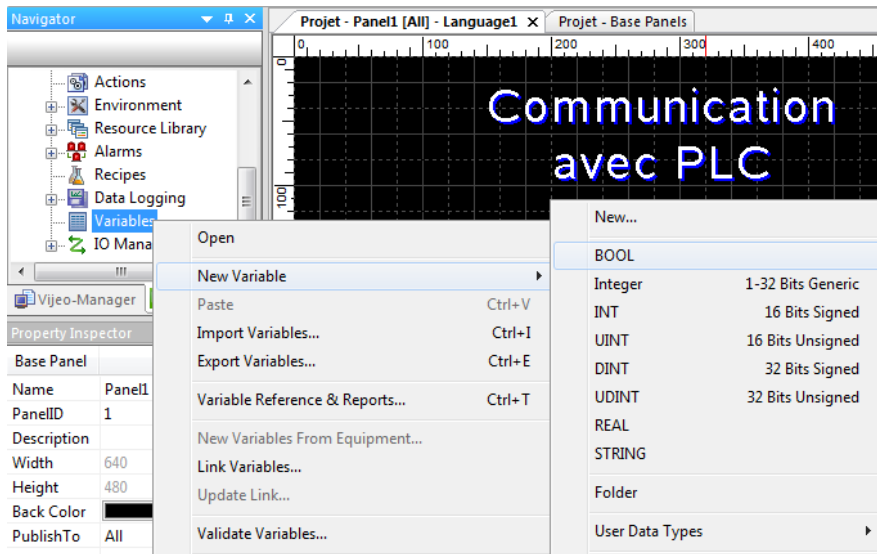 Navigator
Projet - Panel1 [All] - Language1
Projet - Base Panels
0 100 200 300 400
0
100
Actions
Environment
Resource Library
Alarms
Recipes
Data Logging
Variables
IO Mana
Vijeo-Manager
Communication
avec PLC
Open
New Variable
Paste Ctrl+V
Import Variables... Ctrl+I
Export Variables... Ctrl+E
Variable Reference & Reports... Ctrl+T
New Variables From Equipment...
Link Variables...
Update Link...
Validate Variables...
New...
BOOL
Integer 1-32 Bits Generic
INT 16 Bits Signed
UINT 16 Bits Unsigned
DINT 32 Bits Signed
UDINT 32 Bits Unsigned
REAL
STRING
Folder
User Data Types
Property Inspector
Base Panel
Name Panel1
PanelID 1
Description
Width 640
Height 480
Back Color
PublishTo All